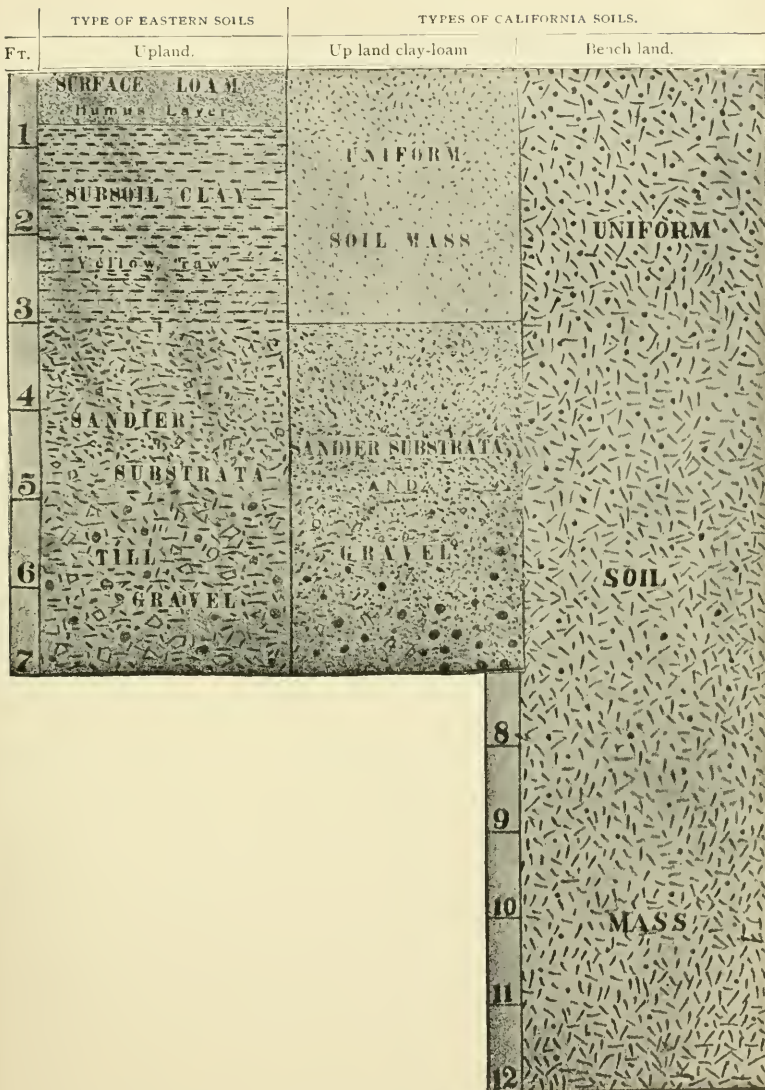 TYPE OF EASTERN SOILS
TYPES OF CALIFORNIA SOILS.
FT.
Upland.
Up land clay-loam
Bench land.
SURFACE LOAM
Humus Layer
1
SUBSOIL CLAY
2
Yellow, "raw"
3
4
SANDIER
SUBSTRATA
5
TILL
6
GRAVEL
7
UNIFORM
SOIL MASS
SANDIER SUBSTRATA
AND
GRAVEL
UNIFORM
SOIL
MASS
8
9
10
11
12